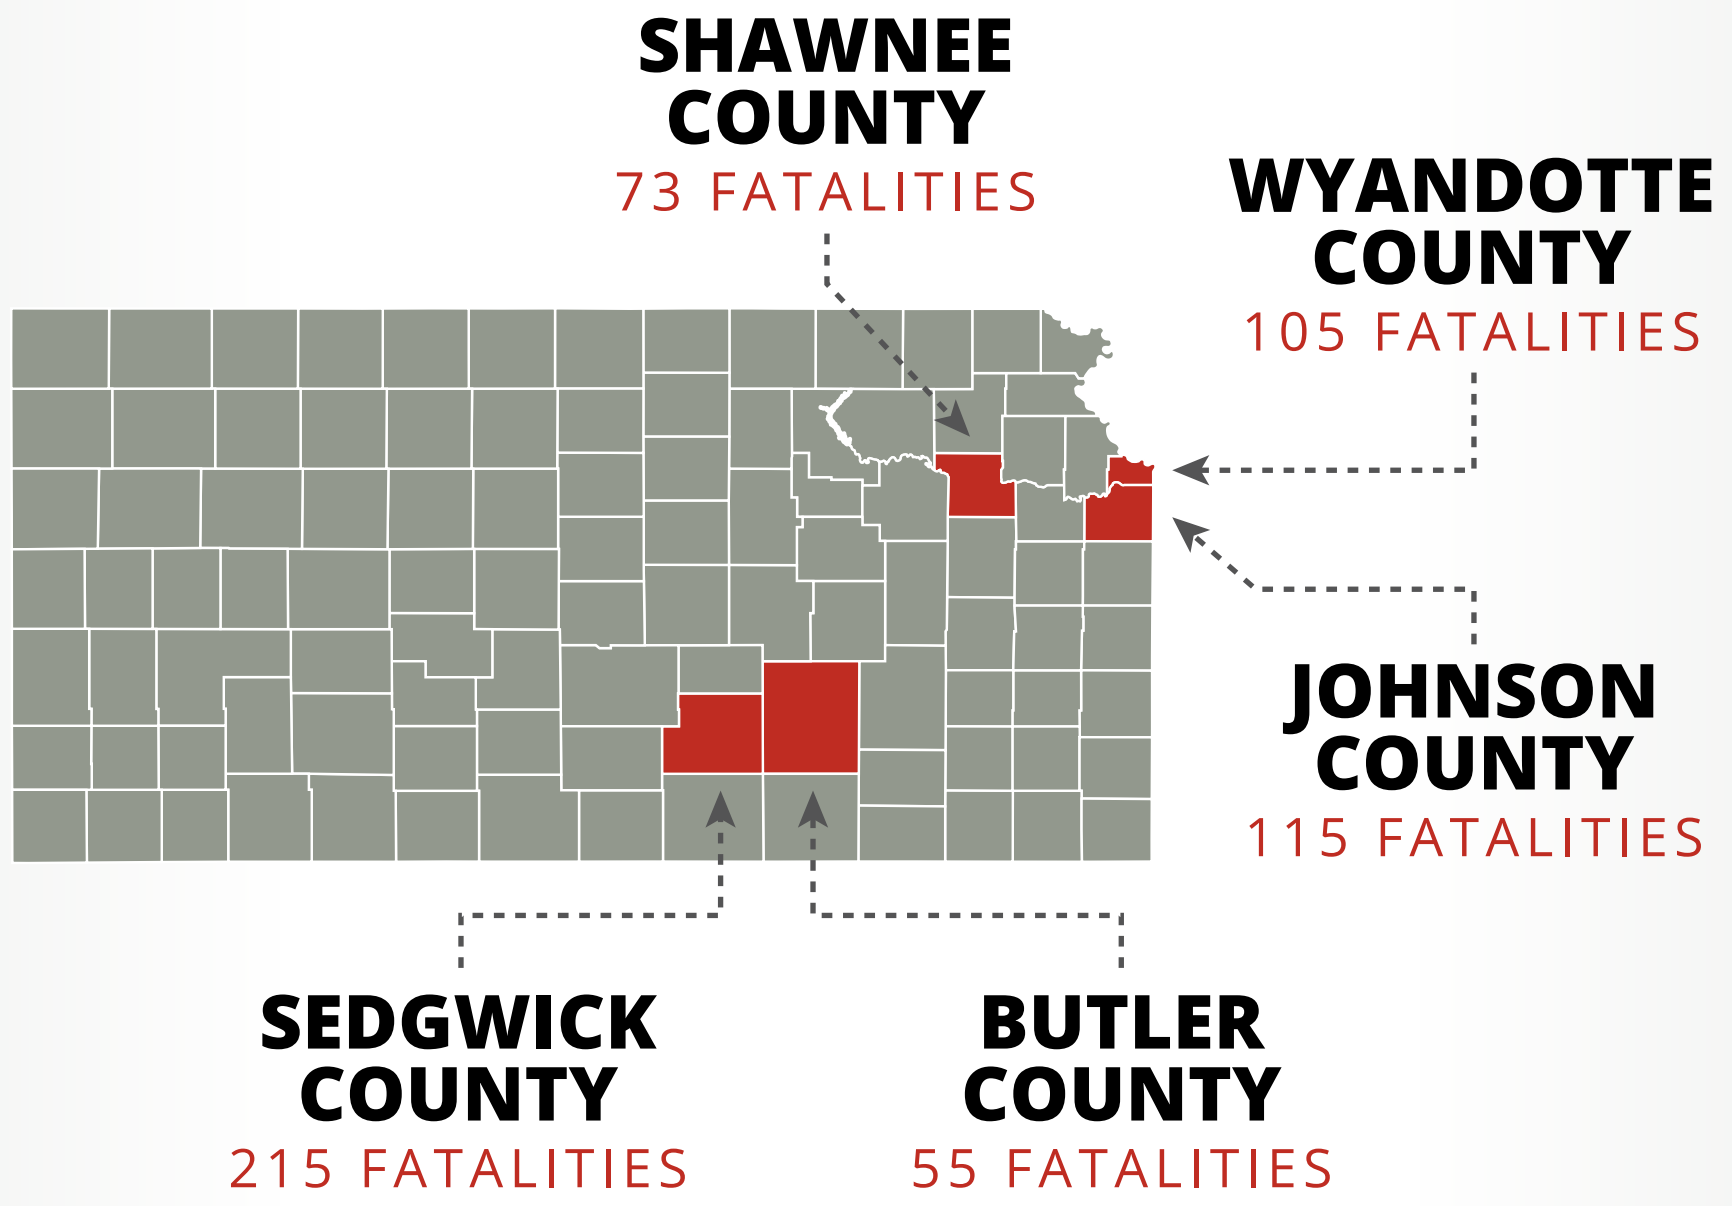 SHAWNEE
COUNTY
73 FATALITIES
WYANDOTTE
COUNTY
105 FATALITIES
JOHNSON
COUNTY
115 FATALITIES
SEDGWICK
COUNTY
215 FATALITIES
BUTLER
COUNTY
55 FATALITIES